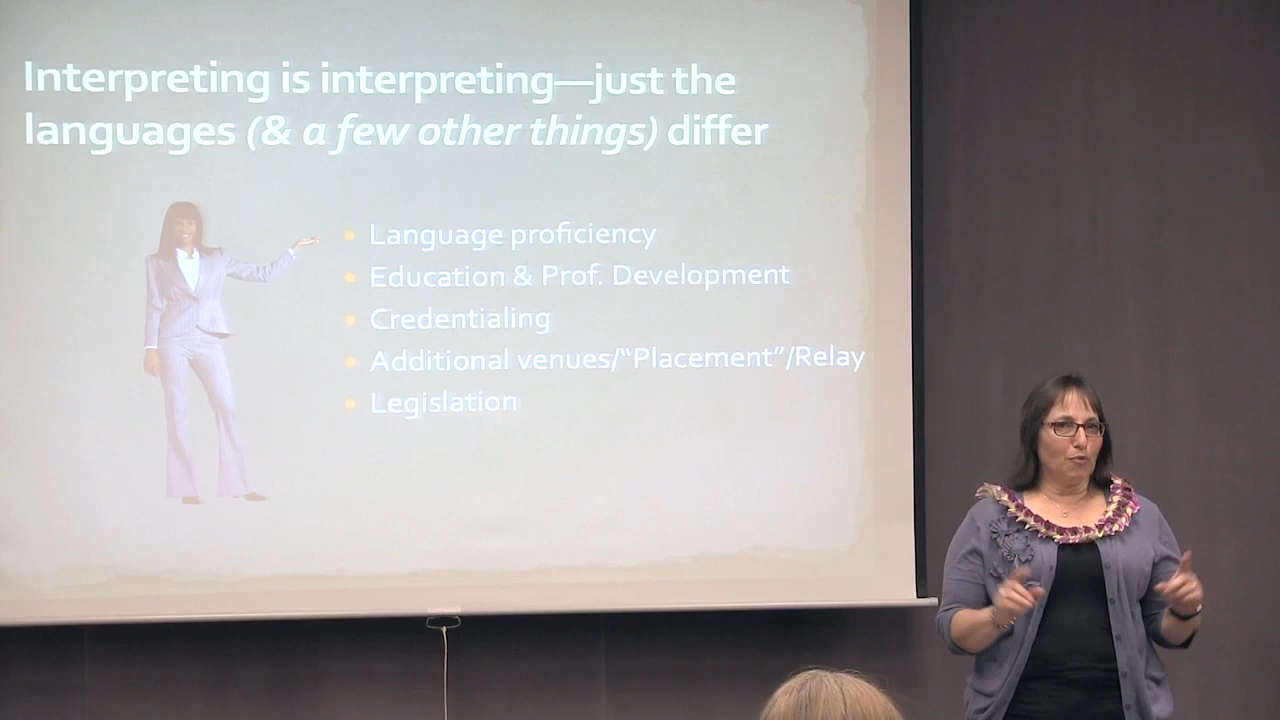 Interpreting is interpreting—just the
languages (& a few other things) differ
Language proficiency
Education & Prof. Development
Credentialing
Additional venues/“Placement”/Relay
Legislation